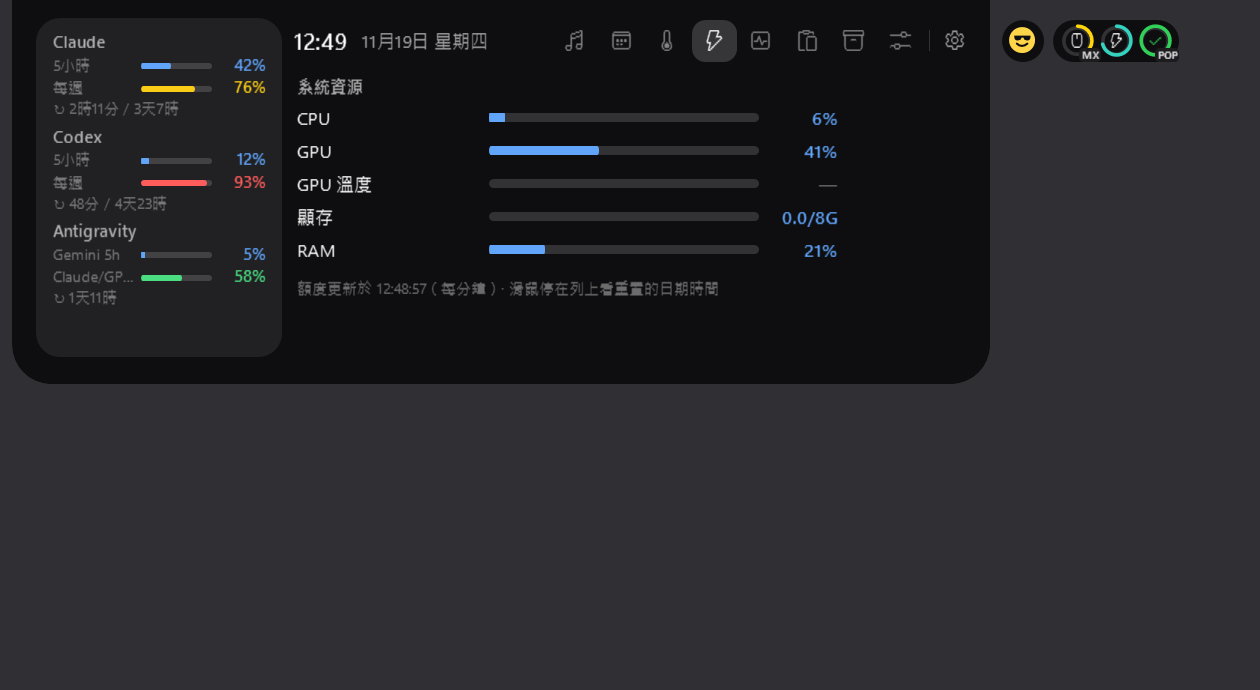 Claude
5小時 42%
每週 76%
↻ 2時11分 / 3天7時
Codex
5小時 12%
每週 93%
↻ 48分 / 4天23時
Antigravity
Gemini 5h 5%
Claude/GP... 58%
↻ 1天11時
12:49 11月19日 星期四
系統資源
CPU 6%
GPU 41%
GPU 溫度 —
顯存 0.0/8G
RAM 21%
額度更新於 12:48:57 ( 每分鐘 ) · 滑鼠停在列上看重置的日期時間
MX
POP